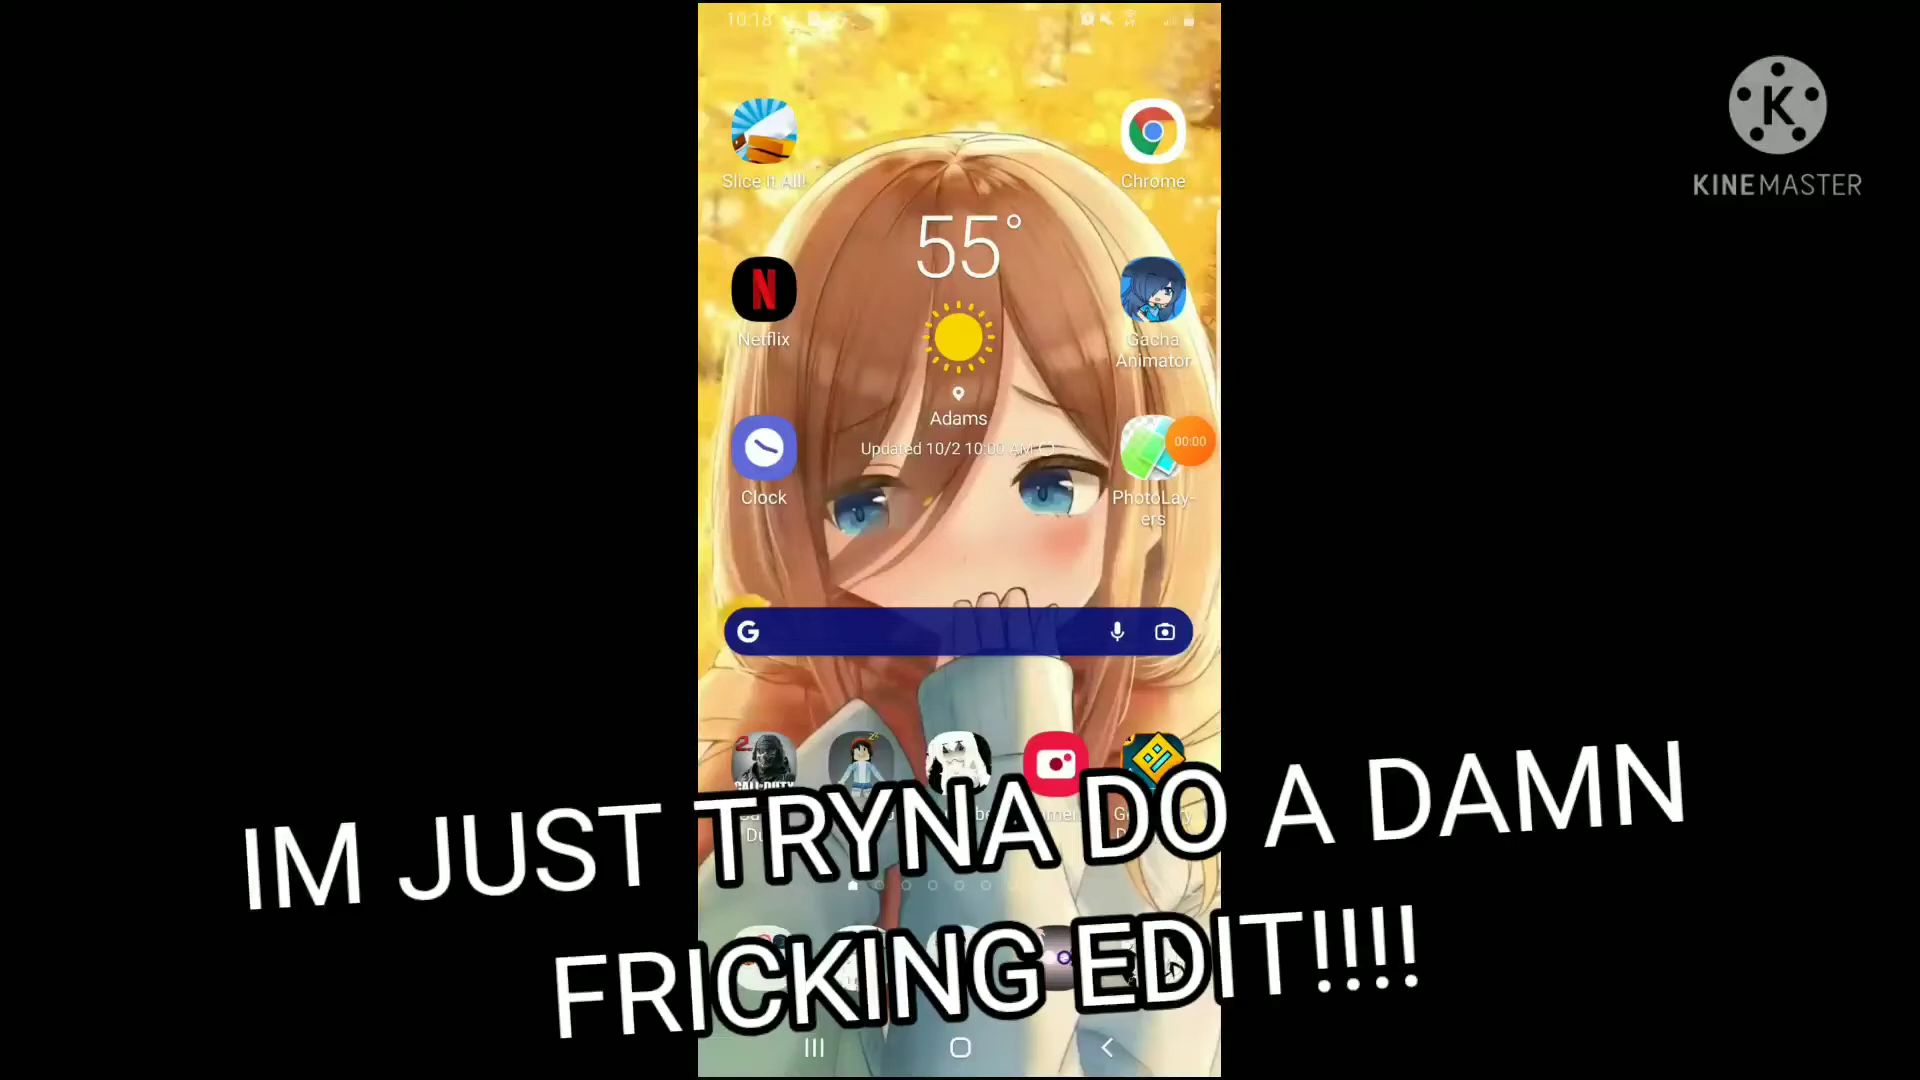 10:18
Slice it All!
Chrome
55°
Netflix
Gacha
Animator
Adams
Updated 10/2 10:00 AM
00:00
Clock
PhotoLay-
ers
G
2
IM JUST TRYNA DO A DAMN
FRICKING EDIT!!!!
K
KINEMASTER